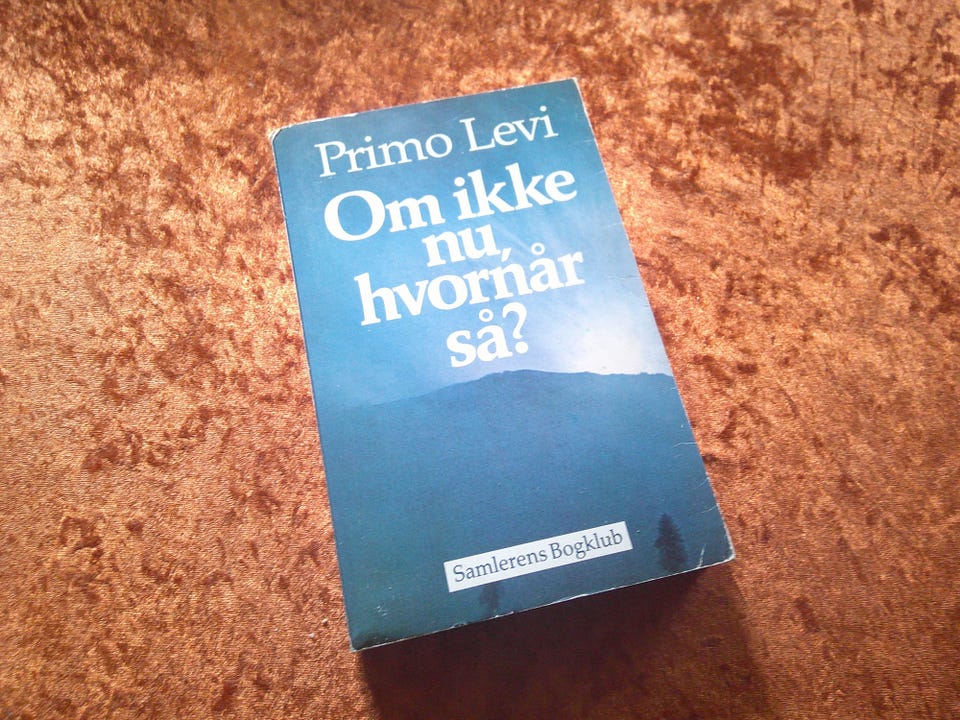 Primo Levi
Om ikke
nu,
hvornår
så?
Samlerens Bogklub